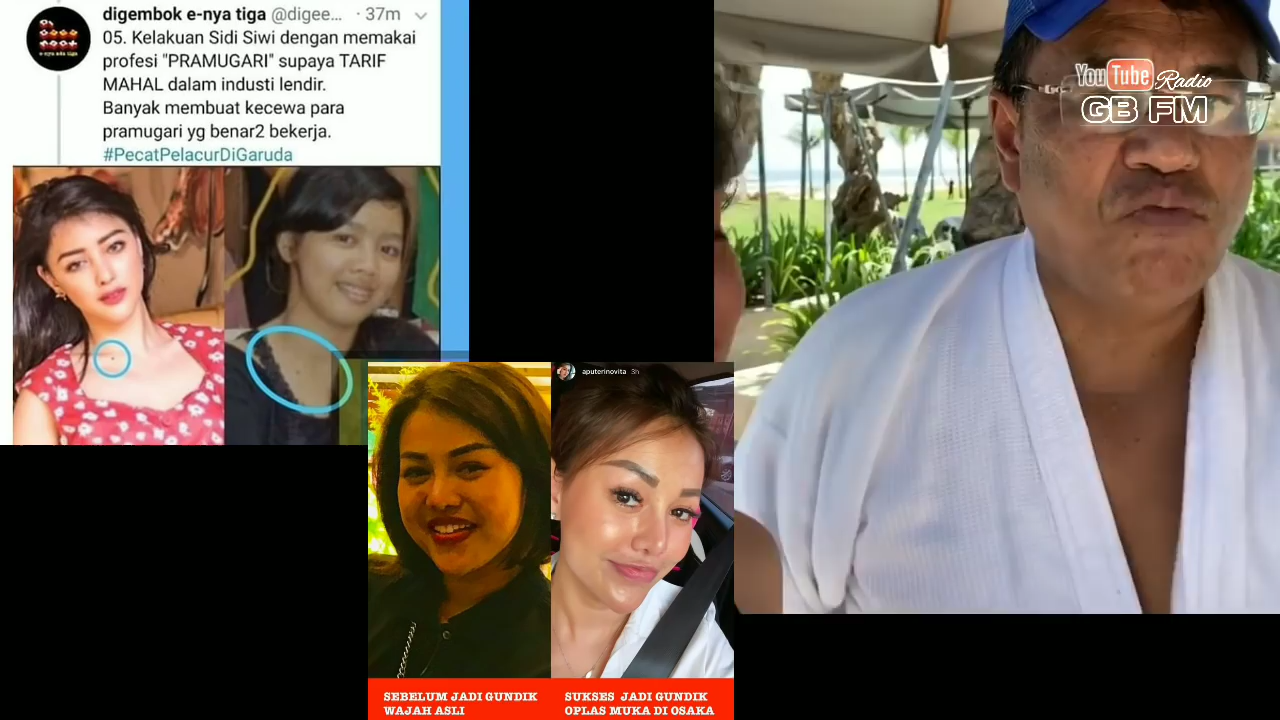 digembok e-nya tiga @digee... · 37m
05. Kelakuan Sidi Siwi dengan memakai
profesi "PRAMUGARI" supaya TARIF
MAHAL dalam industi lendir.
Banyak membuat kecewa para
pramugari yg benar2 bekerja.
#PecatPelacurDiGaruda
YouTube Radio
GB FM
aputerinovita 3h
SEBELUM JADI GUNDIK
WAJAH ASLI
SUKSES JADI GUNDIK
OPLAS MUKA DI OSAKA